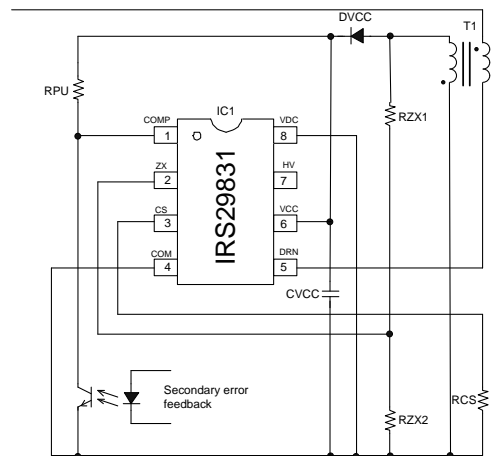 DVCC
T1
RPU
IC1
RZX1
COMP
1
VDC
8
ZX
2
HV
7
CS
3
VCC
6
COM
4
DRN
5
IRS29831
CVCC
Secondary error
feedback
RZX2
RCS